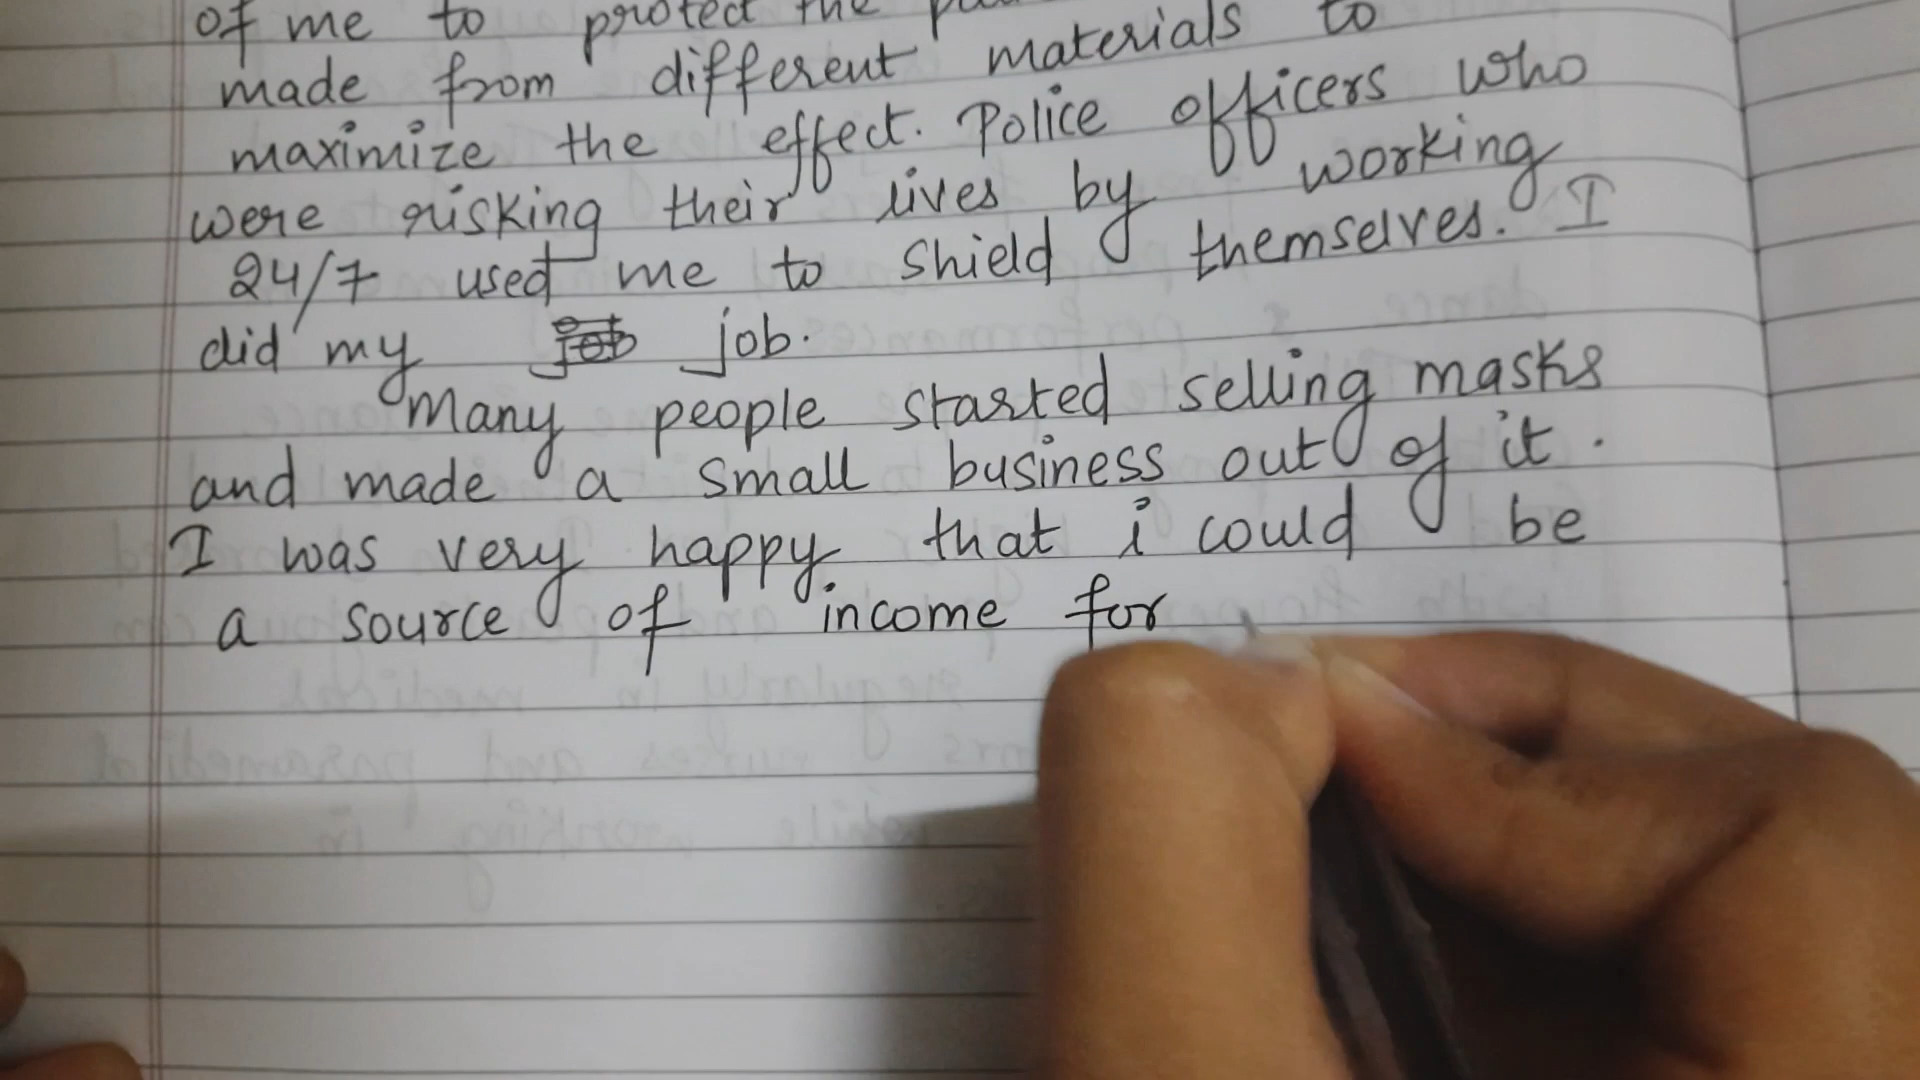 of me to protect the
made from different materials to
maximize the effect. Police officers who
were risking their lives by working
24/7 used me to shield themselves. I
did my job.
Many people started selling masks
and made a small business out of it.
I was very happy that i could be
a source of income for